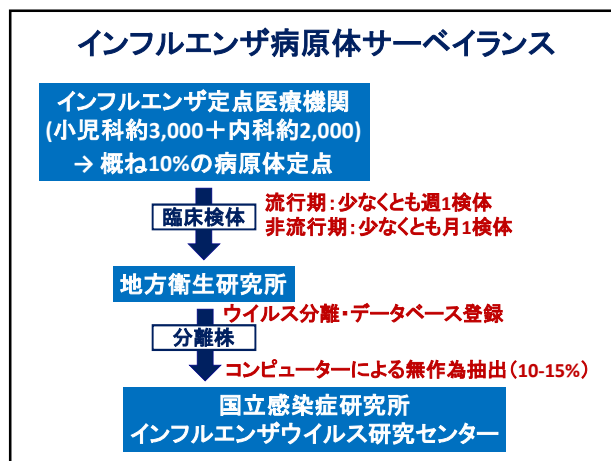 インフルエンザ病原体サーベイランス
インフルエンザ定点医療機関
(小児科約3,000＋内科約2,000)
→ 概ね10%の病原体定点
臨床検体
流行期：少なくとも週1検体
非流行期：少なくとも月1検体
地方衛生研究所
ウイルス分離・データベース登録
分離株
コンピューターによる無作為抽出（10-15%）
国立感染症研究所
インフルエンザウイルス研究センター